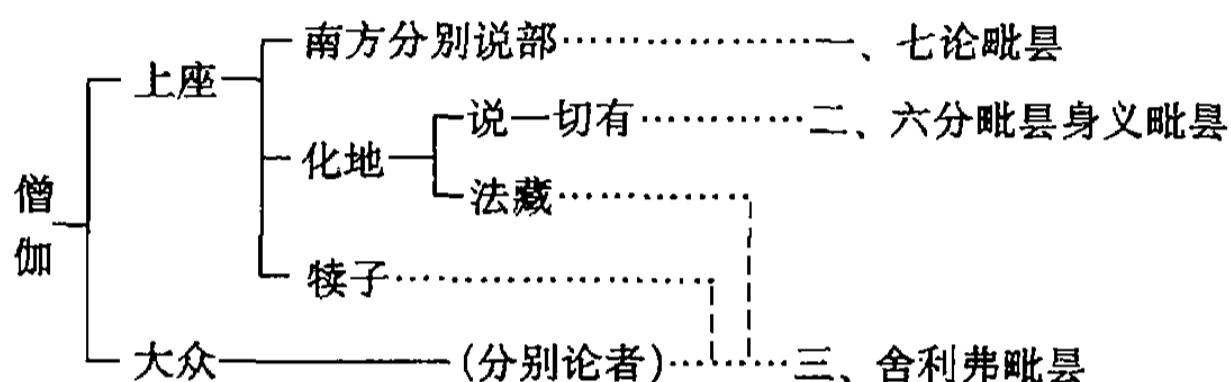 南方分别说部……………………一、七论毗昙
上座
说一切有…………二、六分毗昙身义毗昙
化地
法藏
僧伽
犊子
大众 (分别论者)……三、舍利弗毗昙